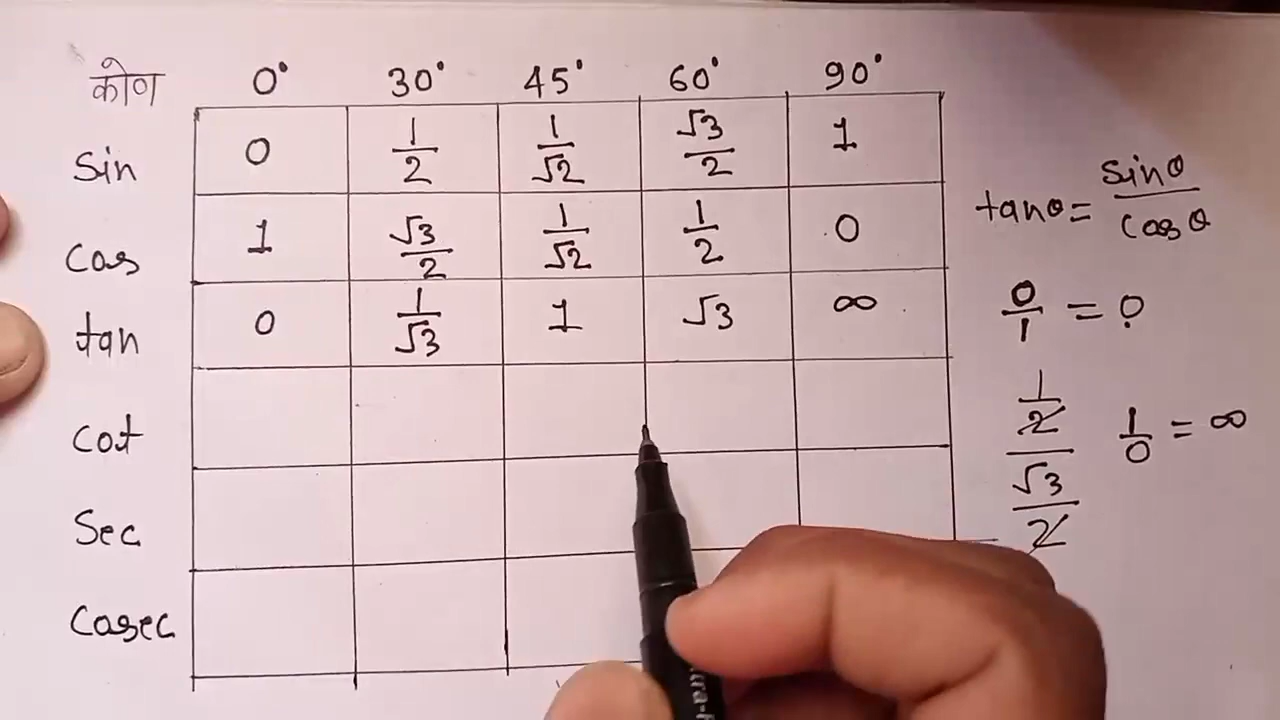 कोण 0° 30° 45° 60° 90°
Sin 0 1/2 1/√2 √3/2 1
Cos 1 √3/2 1/√2 1/2 0
tan 0 1/√3 1 √3 ∞
Cot
Sec
Cosec
tanθ = sinθ/cosθ
0/1 = 0
1/2 / √3/2
1/0 = ∞